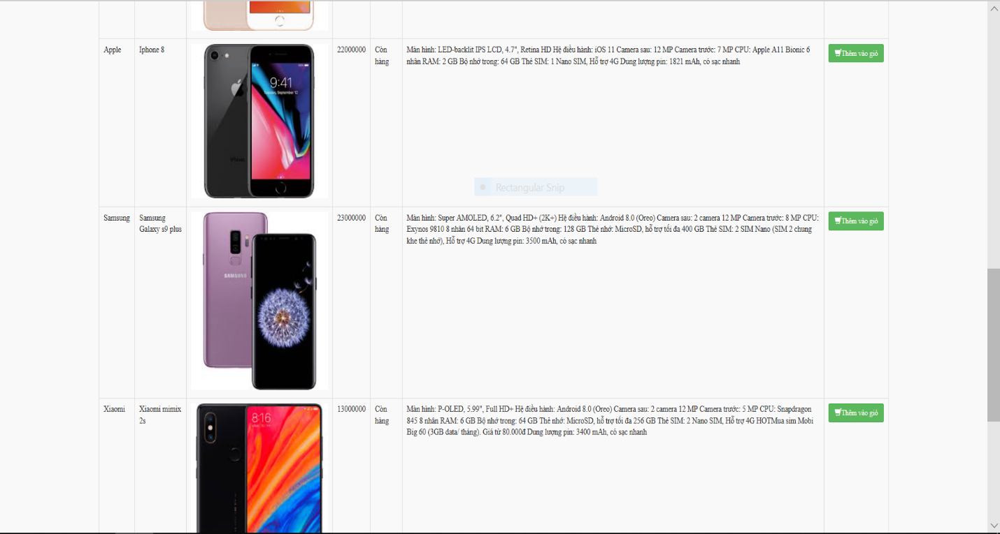 Apple
Iphone 8
9:41
Tuesday, September 12
iPhone
22000000
Còn
hàng
Màn hình: LED-backlit IPS LCD, 4.7", Retina HD Hệ điều hành: iOS 11 Camera sau: 12 MP Camera trước: 7 MP CPU: Apple A11 Bionic 6
nhân RAM: 2 GB Bộ nhớ trong: 64 GB Thẻ SIM: 1 Nano SIM, Hỗ trợ 4G Dung lượng pin: 1821 mAh, có sạc nhanh
Thêm vào giỏ
Rectangular Snip
Samsung
Samsung
Galaxy s9 plus
SAMSUNG
23000000
Còn
hàng
Màn hình: Super AMOLED, 6.2", Quad HD+ (2K+) Hệ điều hành: Android 8.0 (Oreo) Camera sau: 2 camera 12 MP Camera trước: 8 MP CPU:
Exynos 9810 8 nhân 64 bit RAM: 6 GB Bộ nhớ trong: 128 GB Thẻ nhớ: MicroSD, hỗ trợ tối đa 400 GB Thẻ SIM: 2 SIM Nano (SIM 2 chung
khe thẻ nhớ), Hỗ trợ 4G Dung lượng pin: 3500 mAh, có sạc nhanh
Thêm vào giỏ
Xiaomi
Xiaomi mimix
2s
8:16
13000000
Còn
hàng
Màn hình: P-OLED, 5.99", Full HD+ Hệ điều hành: Android 8.0 (Oreo) Camera sau: 2 camera 12 MP Camera trước: 5 MP CPU: Snapdragon
845 8 nhân RAM: 6 GB Bộ nhớ trong: 64 GB Thẻ nhớ: MicroSD, hỗ trợ tối đa 256 GB Thẻ SIM: 2 Nano SIM, Hỗ trợ 4G HOTMua sim Mobi
Big 60 (3GB data/ tháng). Giá từ 80.000đ Dung lượng pin: 3400 mAh, có sạc nhanh
Thêm vào giỏ